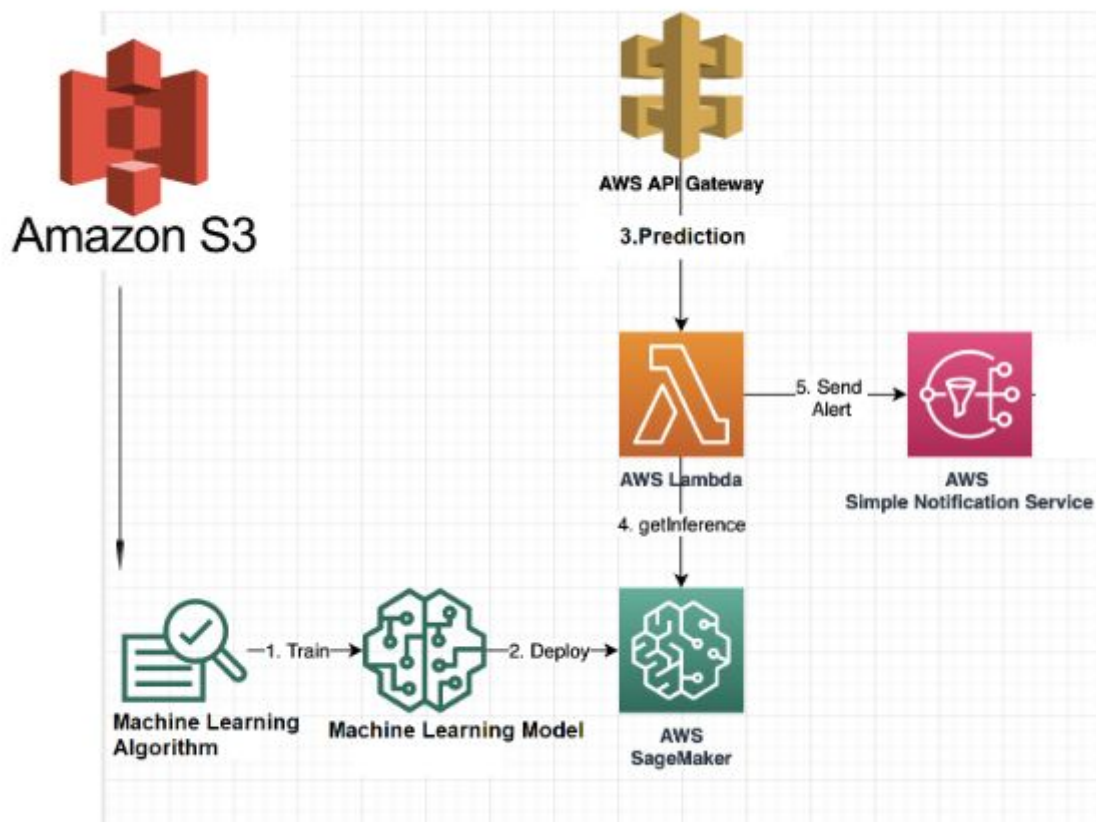 Amazon S3
AWS API Gateway
3.Prediction
AWS Lambda
5. Send
Alert
AWS
Simple Notification Service
4. getInference
1. Train
2. Deploy
Machine Learning
Algorithm
Machine Learning Model
AWS
SageMaker